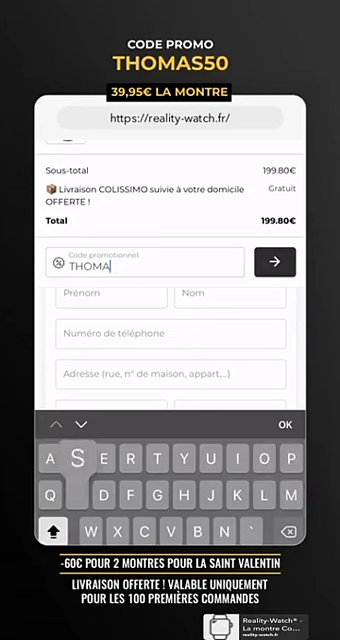 CODE PROMO
THOMAS50
39,95€ LA MONTRE
https://reality-watch.fr/
Sous-total 199.80€
📦 Livraison COLISSIMO suivie à votre domicile Gratuit
OFFERTE !
Total 199.80€
Code promotionnel
THOMA
Prénom Nom
Numéro de téléphone
Adresse (rue, n° de maison, appart,...)
OK
A S E R T Y U I O P
Q D F G H J K L M
W X C V B N `
-60€ POUR 2 MONTRES POUR LA SAINT VALENTIN
LIVRAISON OFFERTE ! VALABLE UNIQUEMENT
POUR LES 100 PREMIÈRES COMMANDES
Reality-Watch® -
La montre Co...
reality-watch.fr